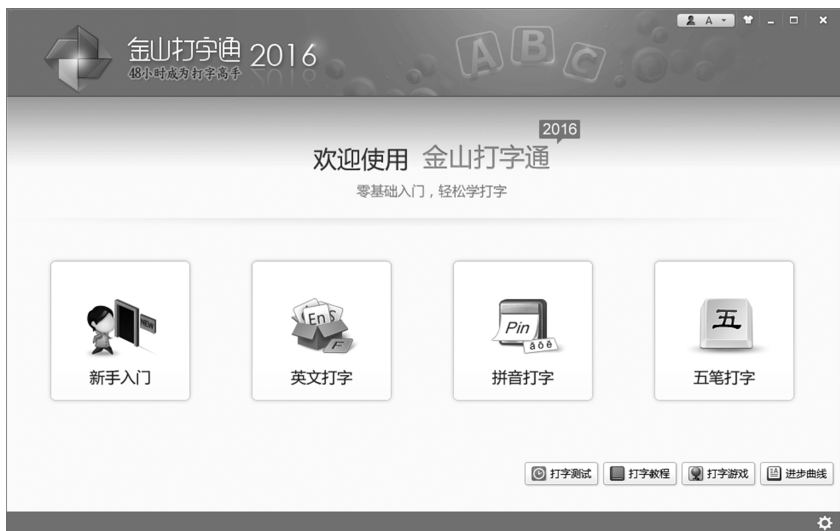 A
金山打字通 2016
48小时成为打字高手
A B C
2016
欢迎使用 金山打字通
零基础入门，轻松学打字
NEW
En S
F
Pin
ā ō ē
五
新手入门 英文打字 拼音打字 五笔打字
打字测试 打字教程 打字游戏 进步曲线